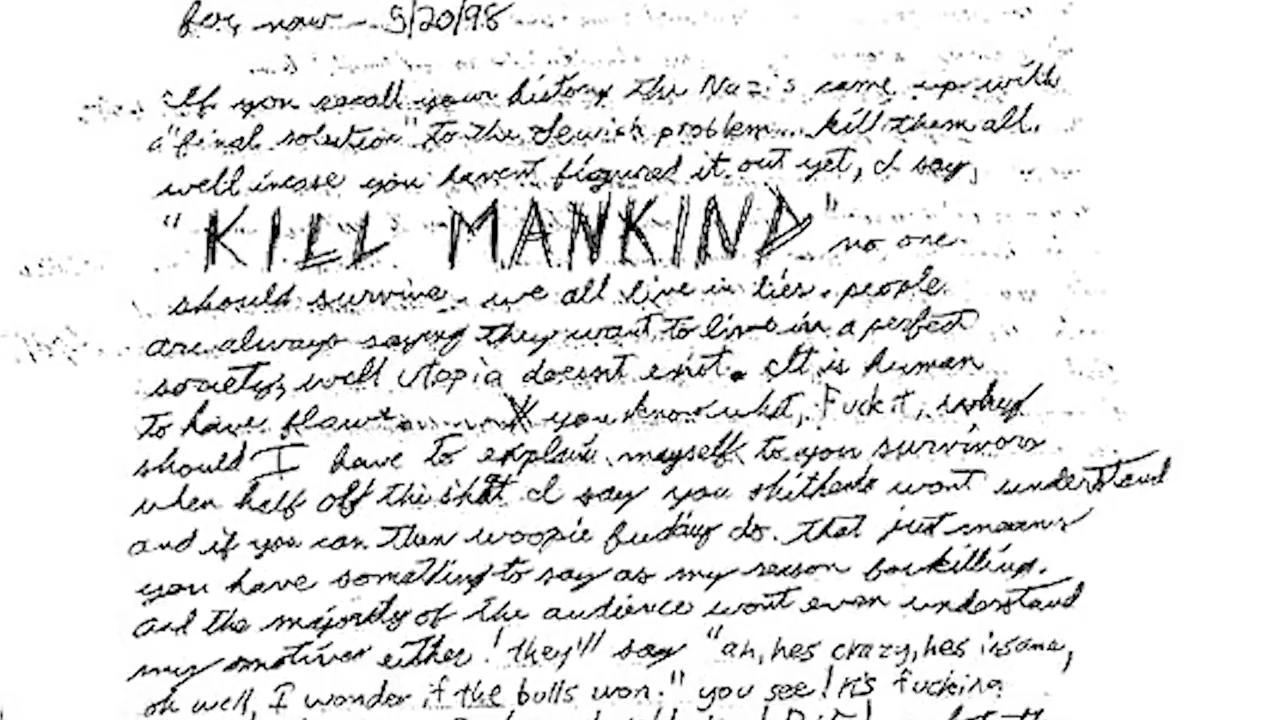 for now - 5/20/98
If you recall your history the Nazi's came up with
a "final solution" to the Jewish problem... kill them all.
well incase you havent figured it out yet, I say,
"KILL MANKIND" no one
should survive. we all live in lies. people
are always saying they want to live in a perfect
society, well utopia doesnt exist. It is human
to have flaws you know what, Fuck it, why
should I have to explain myself to you survivors
when half of the shit I say you shitheads wont understand
and if you can then woopie fucking do. that just means
you have something to say as my reason for killing.
and the majority of the audience wont even understand
my motives either! they'll say "ah, hes crazy, hes insane,
oh well, I wonder if the bulls won." you see! it's fucking